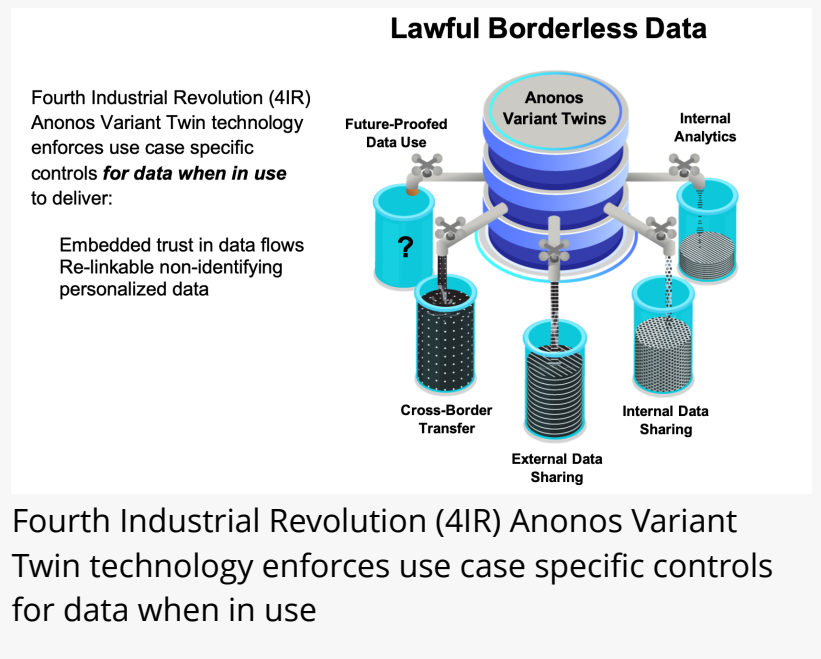 Lawful Borderless Data
Fourth Industrial Revolution (4IR)
Anonos Variant Twin technology
enforces use case specific
controls for data when in use
to deliver:
Embedded trust in data flows
Re-linkable non-identifying
personalized data
Anonos
Variant Twins
Future-Proofed
Data Use
Internal
Analytics
?
Cross-Border
Transfer
Internal Data
Sharing
External Data
Sharing
Fourth Industrial Revolution (4IR) Anonos Variant
Twin technology enforces use case specific controls
for data when in use